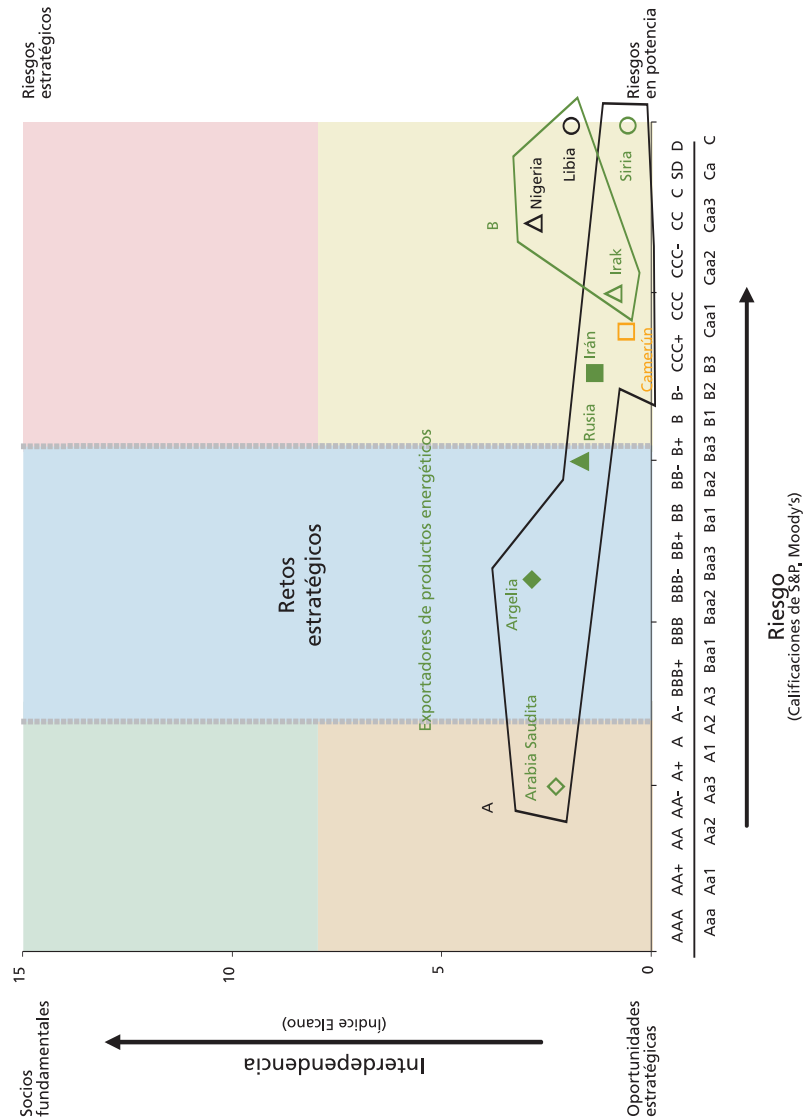 Socios
fundamentales
Riesgos
estratégicos
15
10
5
0
Interdependencia
(Índice Elcano)
Retos
estratégicos
Exportadores de productos energéticos
A
B
Arabia Saudita
Argelia
Rusia
Irán
Camerún
Irak
Nigeria
Libia
Siria
Oportunidades
estratégicas
Riesgos
en potencia
AAA AA+ AA AA- A+ A A- BBB+ BBB BBB- BB+ BB BB- B+ B B- CCC+ CCC CCC- CC C SD D
Aaa Aa1 Aa2 Aa3 A1 A2 A3 Baa1 Baa2 Baa3 Ba1 Ba2 Ba3 B1 B2 B3 Caa1 Caa2 Caa3 Ca C
Riesgo
(Calificaciones de S&P, Moody's)